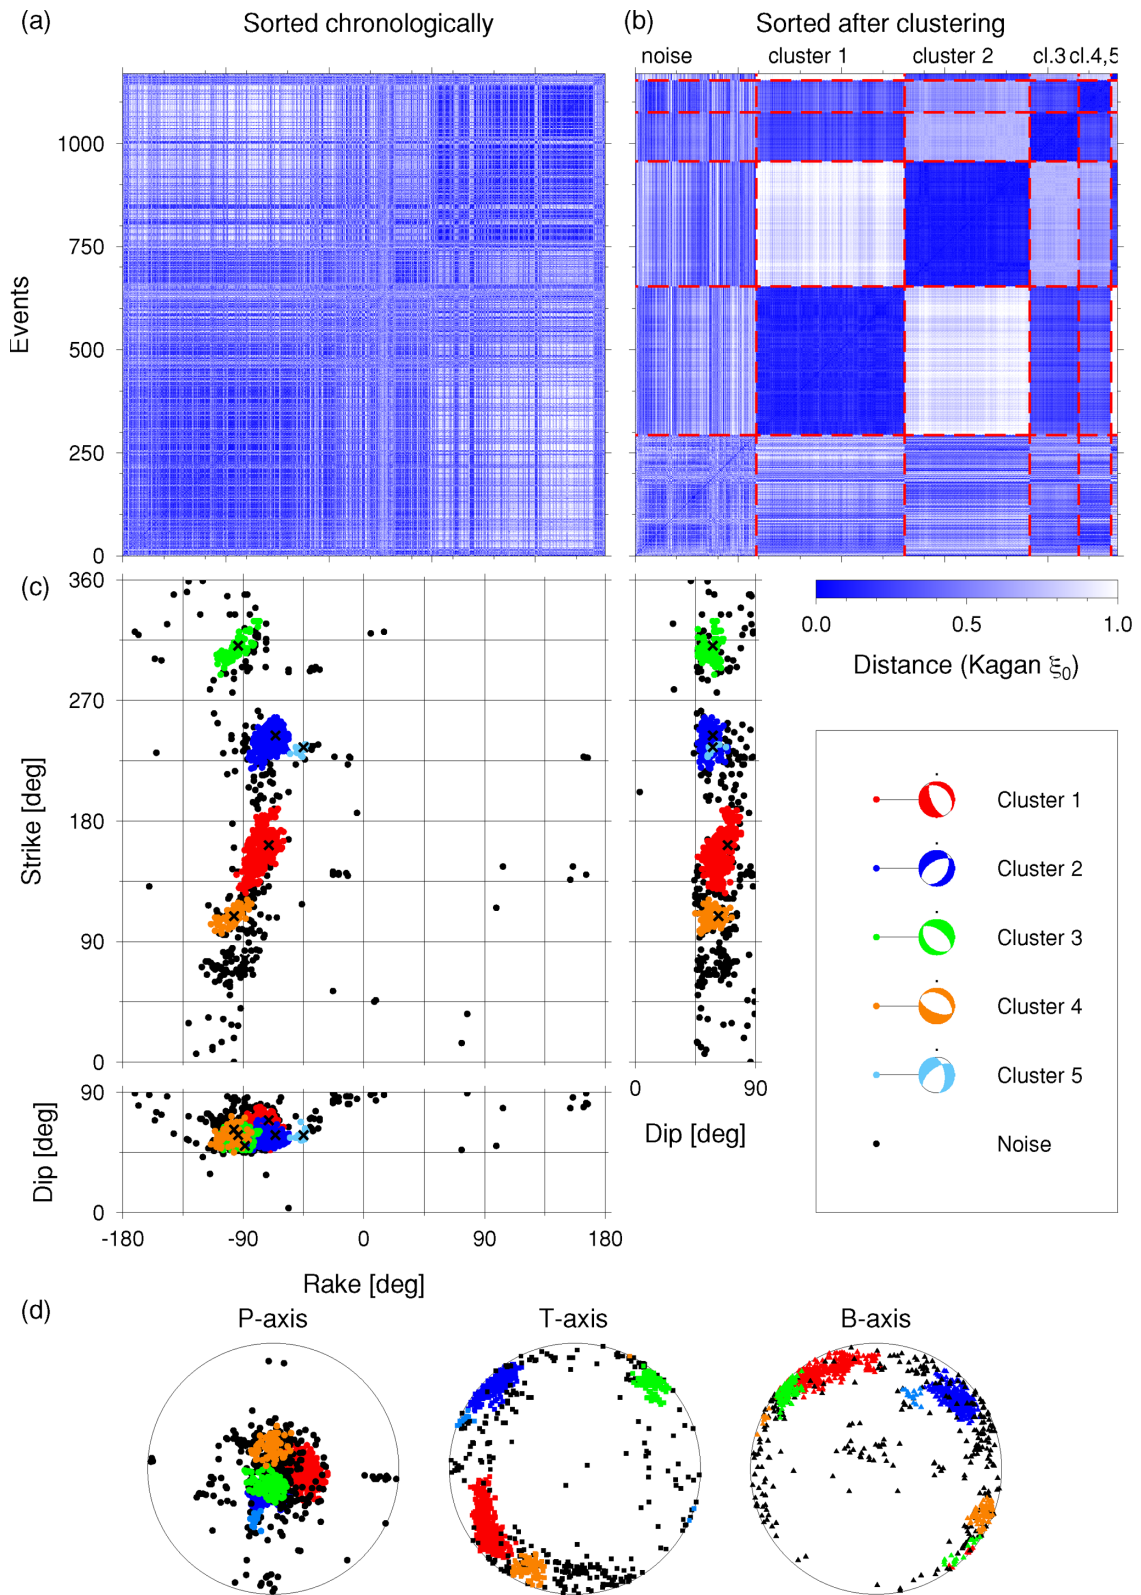 (a) Sorted chronologically
(b) Sorted after clustering
noise cluster 1 cluster 2 cl.3 cl.4,5
1000
750
500
250
0
Events
(c)
360
270
180
90
0
Strike [deg]
0 90
Dip [deg]
0.0 0.5 1.0
Distance (Kagan ξ₀)
Cluster 1
Cluster 2
Cluster 3
Cluster 4
Cluster 5
Noise
90
0
Dip [deg]
-180 -90 0 90 180
Rake [deg]
(d)
P-axis T-axis B-axis